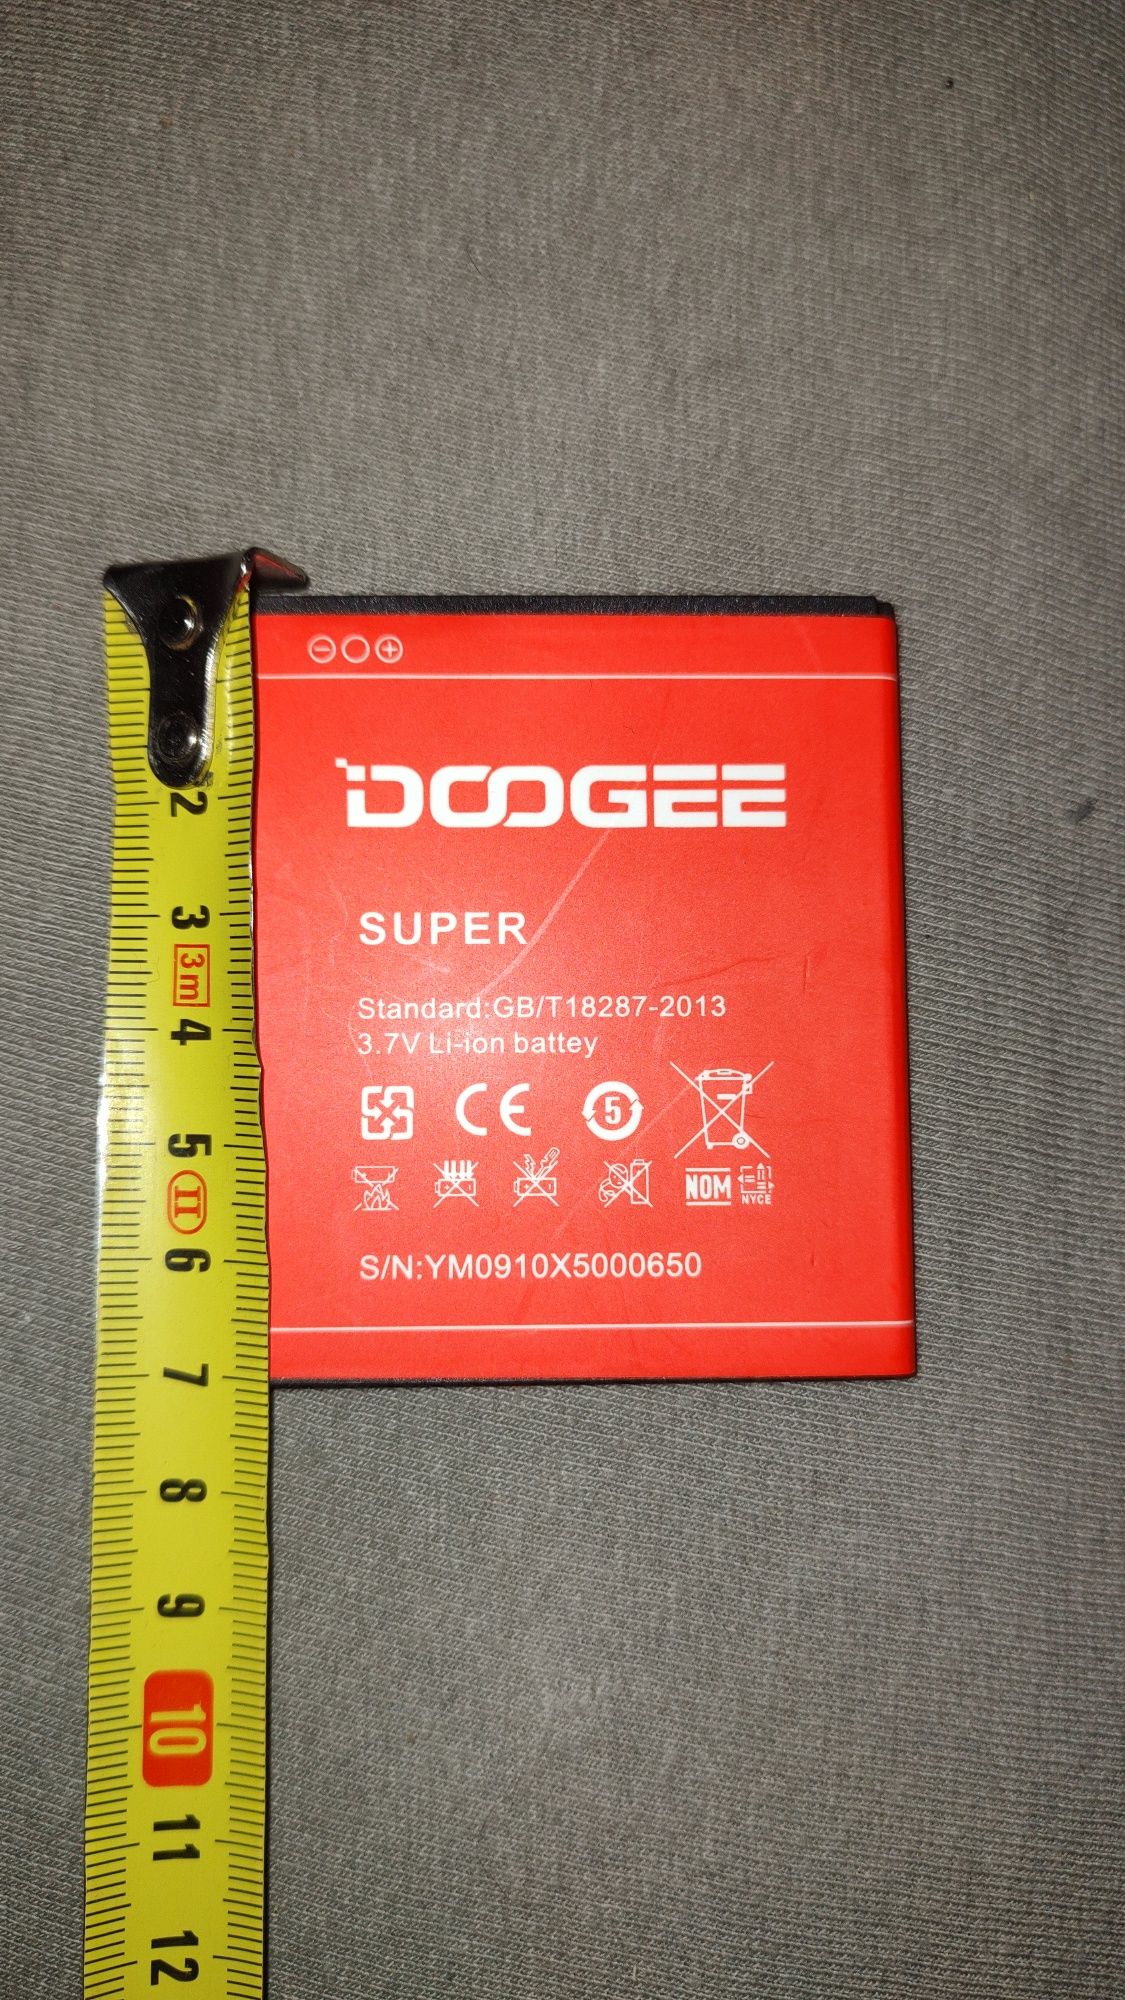 DOOGEE
SUPER
Standard:GB/T18287-2013
3.7V Li-ion battey
CE
5
NOM
NYCE
S/N:YM0910X5000650
2
3
3m
4
5
II
6
7
8
9
10
11
12